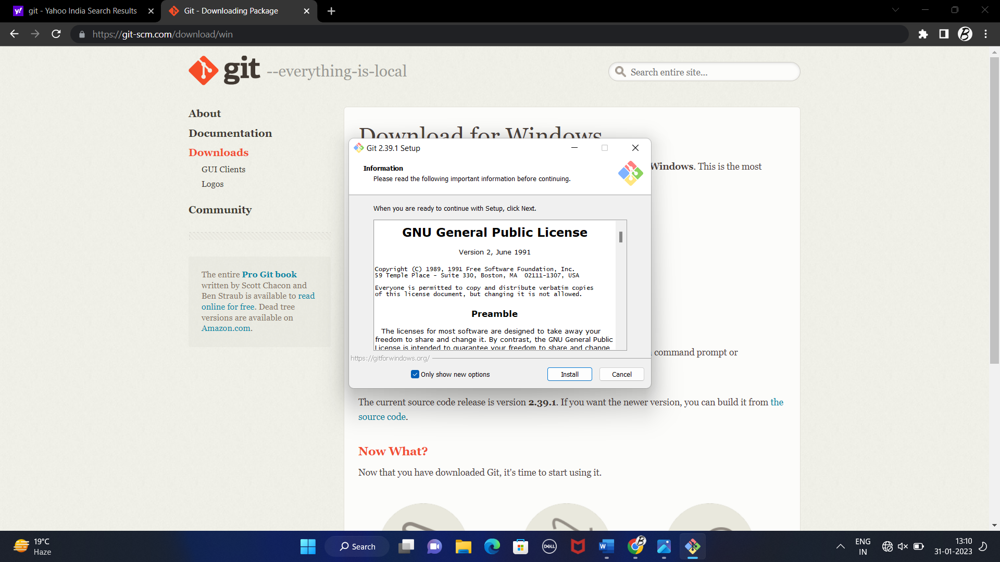 git - Yahoo India Search Results
Git - Downloading Package
https://git-scm.com/download/win
git --everything-is-local
Search entire site...
About
Documentation
Downloads
GUI Clients
Logos
Community
The entire Pro Git book
written by Scott Chacon and
Ben Straub is available to read
online for free. Dead tree
versions are available on
Amazon.com.
Download for Windows
Windows. This is the most
Git 2.39.1 Setup
Information
Please read the following important information before continuing.
When you are ready to continue with Setup, click Next.
GNU General Public License
Version 2, June 1991
Copyright (C) 1989, 1991 Free Software Foundation, Inc.
59 Temple Place - Suite 330, Boston, MA 02111-1307, USA
Everyone is permitted to copy and distribute verbatim copies
of this license document, but changing it is not allowed.
Preamble
The licenses for most software are designed to take away your
freedom to share and change it. By contrast, the GNU General Public
License is intended to guarantee your freedom to share and change
https://gitforwindows.org/
Only show new options
Install
Cancel
command prompt or
The current source code release is version 2.39.1. If you want the newer version, you can build it from the
source code.
Now What?
Now that you have downloaded Git, it's time to start using it.
19°C
Haze
Search
DELL
ENG
IN
13:10
31-01-2023